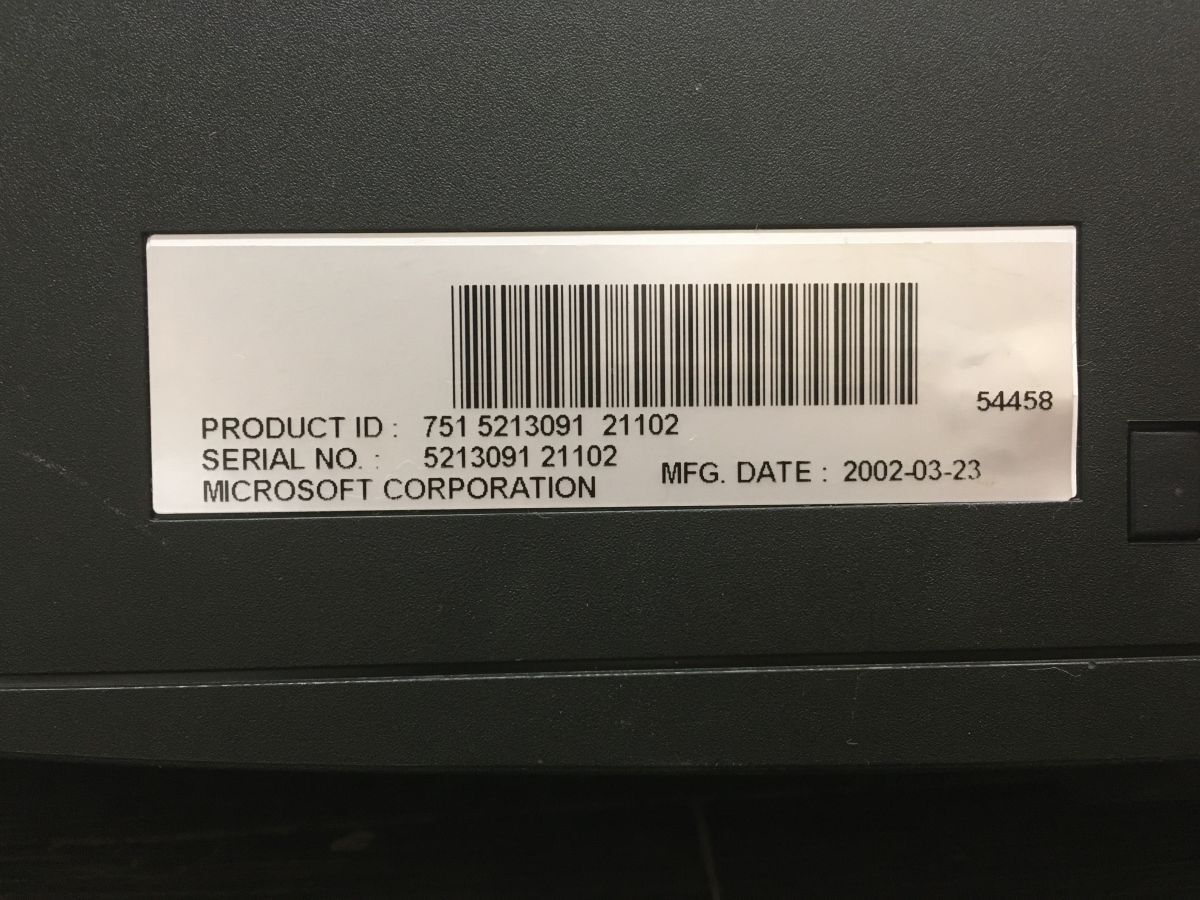 54458
PRODUCT ID : 751 5213091 21102
SERIAL NO. : 5213091 21102
MFG. DATE : 2002-03-23
MICROSOFT CORPORATION